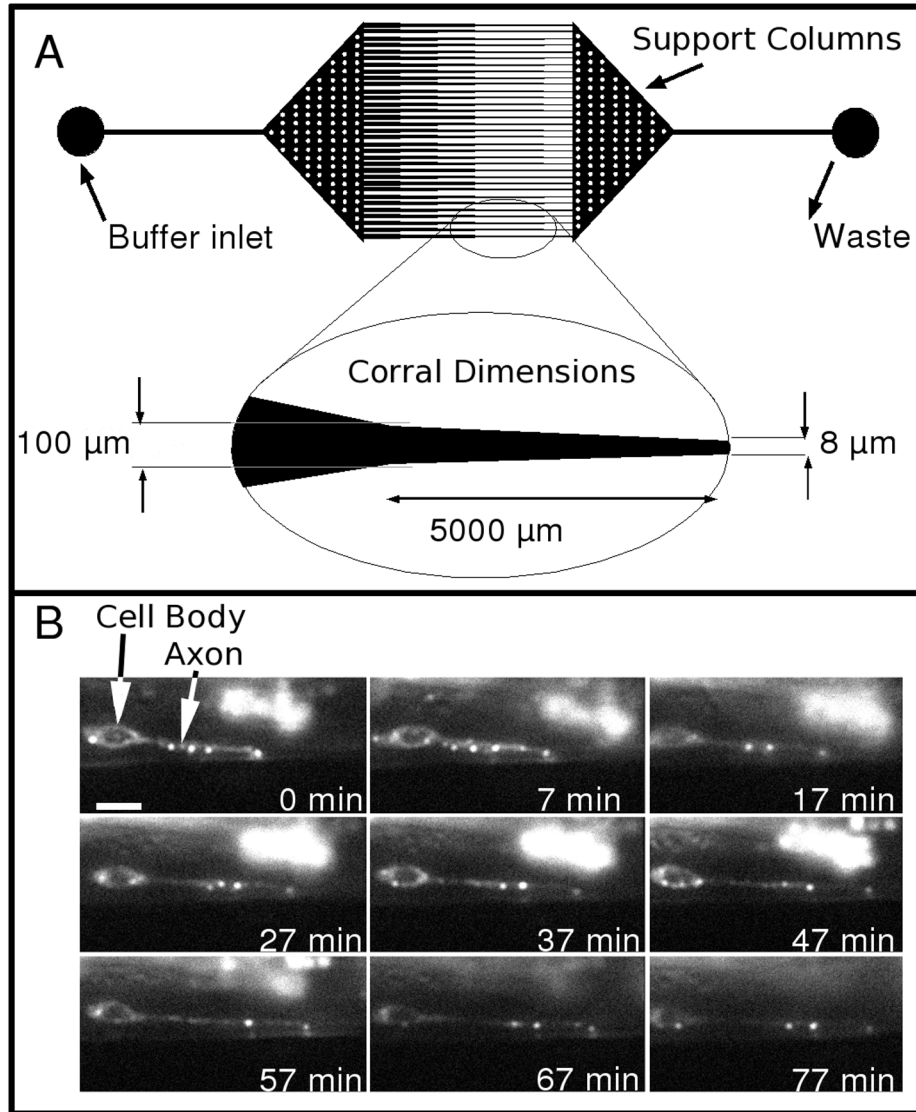 A
Support Columns
Buffer inlet
Waste
Corral Dimensions
100 µm
8 µm
5000 µm
B
Cell Body
Axon
0 min
7 min
17 min
27 min
37 min
47 min
57 min
67 min
77 min